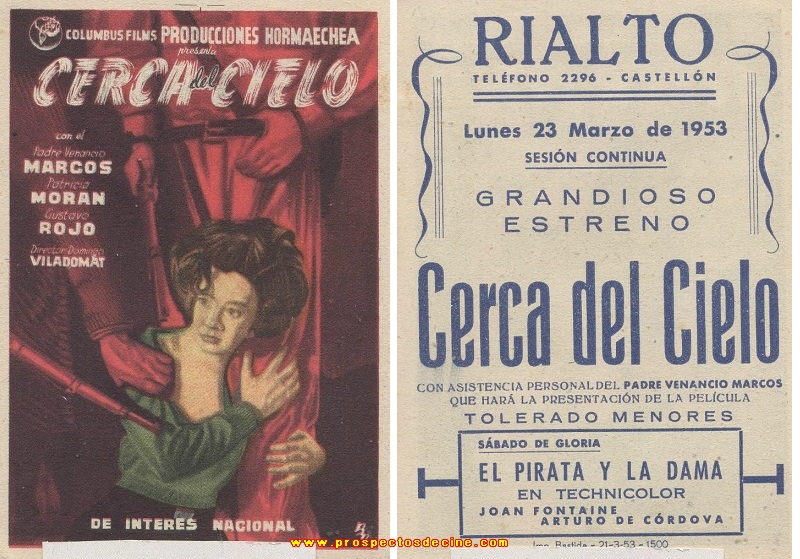 COLUMBUS FILMS PRODUCCIONES HORMAECHEA
presenta
CERCA del CIELO
con el
Padre Venancio
MARCOS
Patricia
MORAN
Gustavo
ROJO
Director: Domingo
VILADOMAT
DE INTERES NACIONAL
RIALTO
TELÉFONO 2296 - CASTELLÓN
Lunes 23 Marzo de 1953
SESIÓN CONTINUA
GRANDIOSO
ESTRENO
Cerca del Cielo
CON ASISTENCIA PERSONAL DEL PADRE VENANCIO MARCOS
QUE HARÁ LA PRESENTACIÓN DE LA PELÍCULA
TOLERADO MENORES
SÁBADO DE GLORIA
EL PIRATA Y LA DAMA
EN TECHNICOLOR
JOAN FONTAINE
ARTURO DE CÓRDOVA
Imp. Bastida - 21-3-53 - 1500
www.prospectosdecine.com